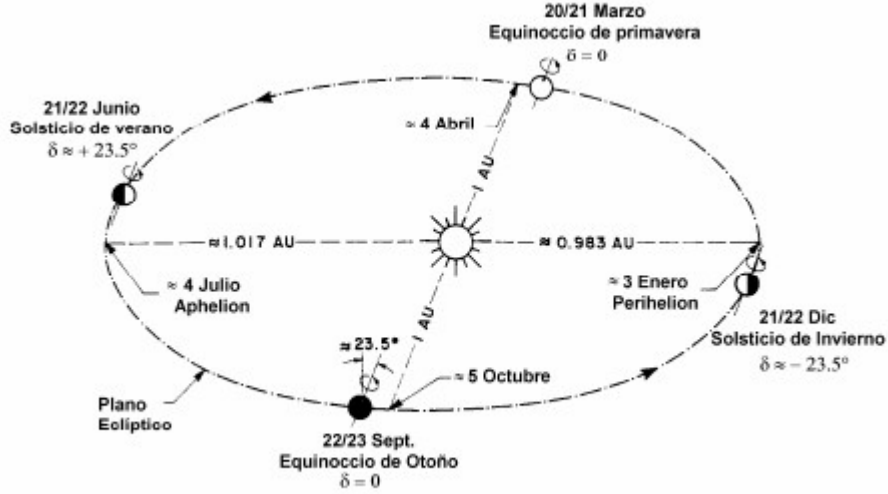 20/21 Marzo
Equinoccio de primavera
δ = 0
21/22 Junio
Solsticio de verano
δ ≈ + 23.5°
≈ 4 Abril
1 AU
≈1.017 AU
≈ 0.983 AU
≈ 4 Julio
Aphelion
≈ 3 Enero
Perihelion
21/22 Dic
Solsticio de Invierno
δ ≈ − 23.5°
1 AU
≈23.5°
≈ 5 Octubre
Plano
Eclíptico
22/23 Sept.
Equinoccio de Otoño
δ = 0